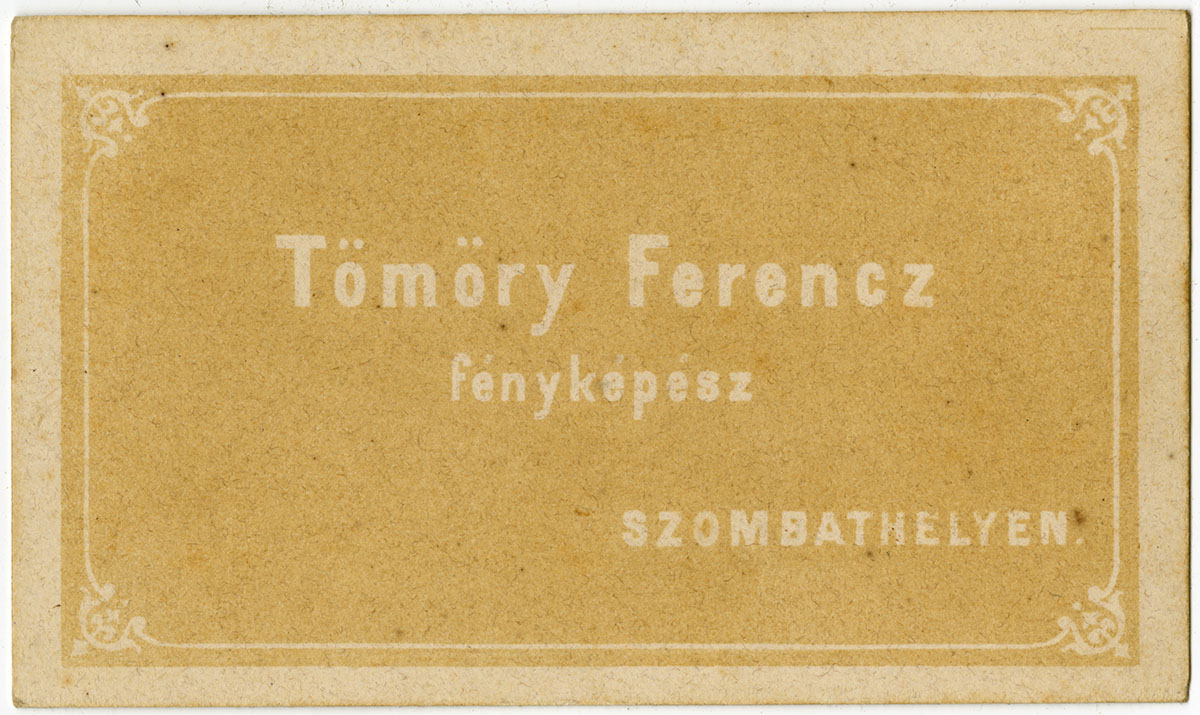 Tömöry Ferencz
fényképész
SZOMBATHELYEN.